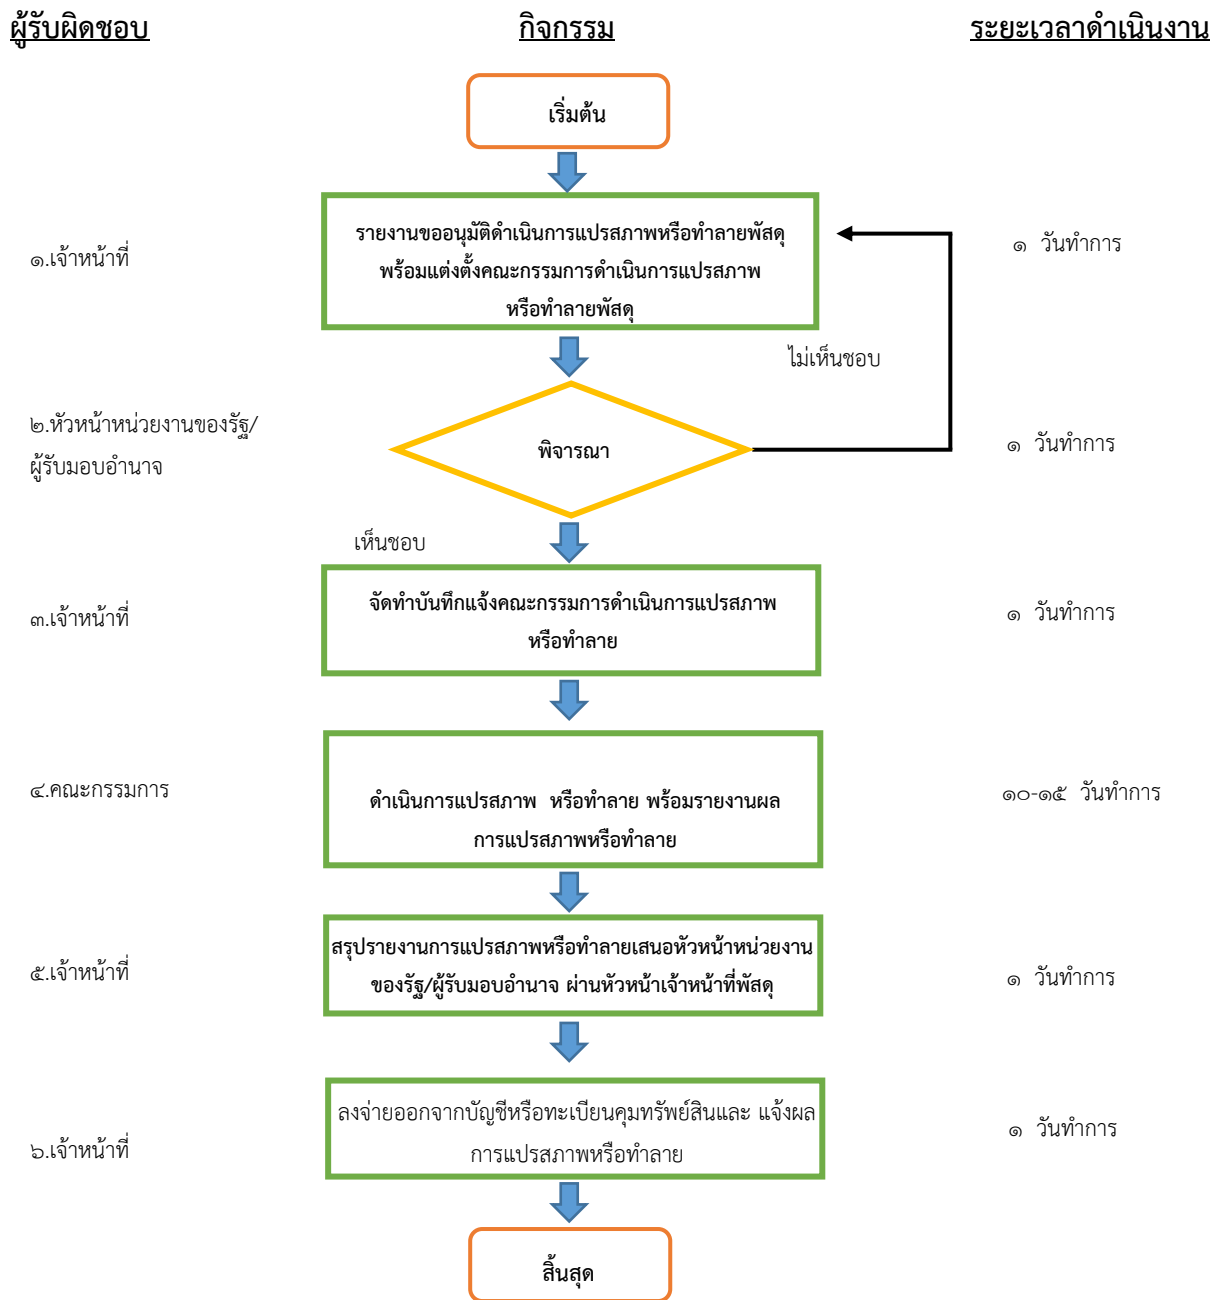 ผู้รับผิดชอบ กิจกรรม ระยะเวลาดำเนินงาน
เริ่มต้น
๑.เจ้าหน้าที่
รายงานขออนุมัติดำเนินการแปรสภาพหรือทำลายพัสดุ
พร้อมแต่งตั้งคณะกรรมการดำเนินการแปรสภาพ
หรือทำลายพัสดุ
๑ วันทำการ
ไม่เห็นชอบ
๒.หัวหน้าหน่วยงานของรัฐ/
ผู้รับมอบอำนาจ
พิจารณา
๑ วันทำการ
เห็นชอบ
๓.เจ้าหน้าที่
จัดทำบันทึกแจ้งคณะกรรมการดำเนินการแปรสภาพ
หรือทำลาย
๑ วันทำการ
๔.คณะกรรมการ
ดำเนินการแปรสภาพ หรือทำลาย พร้อมรายงานผล
การแปรสภาพหรือทำลาย
๑๐-๑๕ วันทำการ
๕.เจ้าหน้าที่
สรุปรายงานการแปรสภาพหรือทำลายเสนอหัวหน้าหน่วยงาน
ของรัฐ/ผู้รับมอบอำนาจ ผ่านหัวหน้าเจ้าหน้าที่พัสดุ
๑ วันทำการ
๖.เจ้าหน้าที่
ลงจ่ายออกจากบัญชีหรือทะเบียนคุมทรัพย์สินและ แจ้งผล
การแปรสภาพหรือทำลาย
๑ วันทำการ
สิ้นสุด